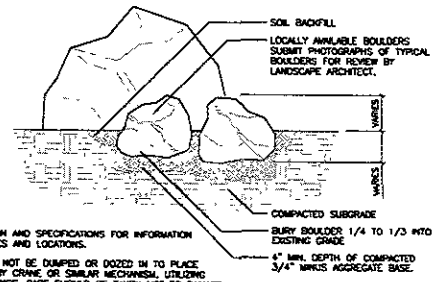 SOIL BACKFILL
LOCALLY AVAILABLE BOULDERS
SUBMIT PHOTOGRAPHS OF TYPICAL
BOULDERS FOR REVIEW BY
LANDSCAPE ARCHITECT.
VARIES
VARIES
COMPACTED SUBGRADE
BURY BOULDER 1/4 TO 1/3 INTO
EXISTING GRADE
4" MIN. DEPTH OF COMPACTED
3/4" MINUS AGGREGATE BASE.
ON AND SPECIFICATIONS FOR INFORMATION
AND LOCATIONS.
NOT BE DUMPED OR DOZED IN TO PLACE
BY CRANE OR SIMILAR MECHANISM, UTILIZING